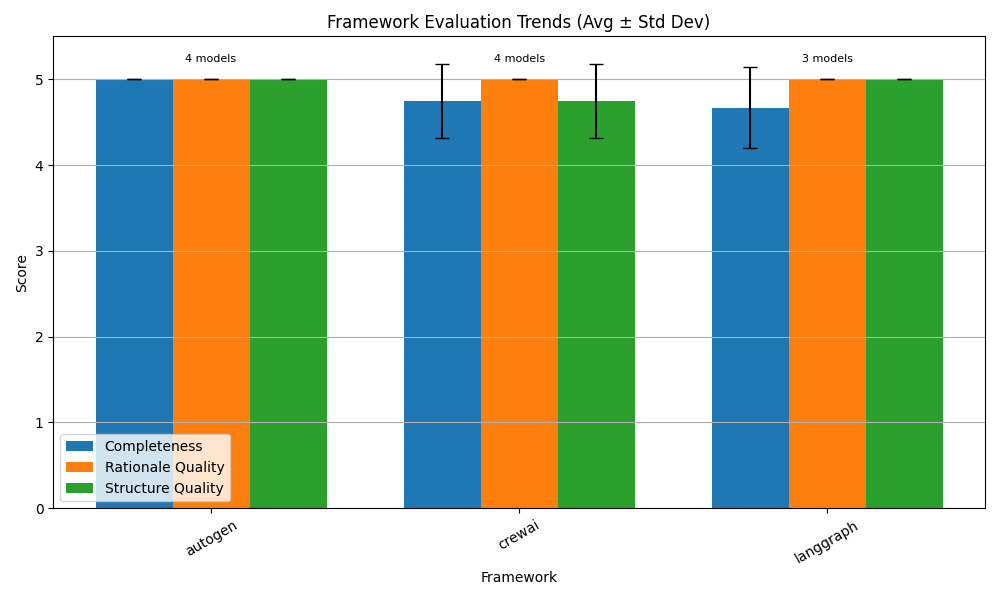 Framework Evaluation Trends (Avg ± Std Dev)
4 models
4 models
3 models
5
4
3
2
1
0
Score
Completeness
Rationale Quality
Structure Quality
autogen
crewai
langgraph
Framework